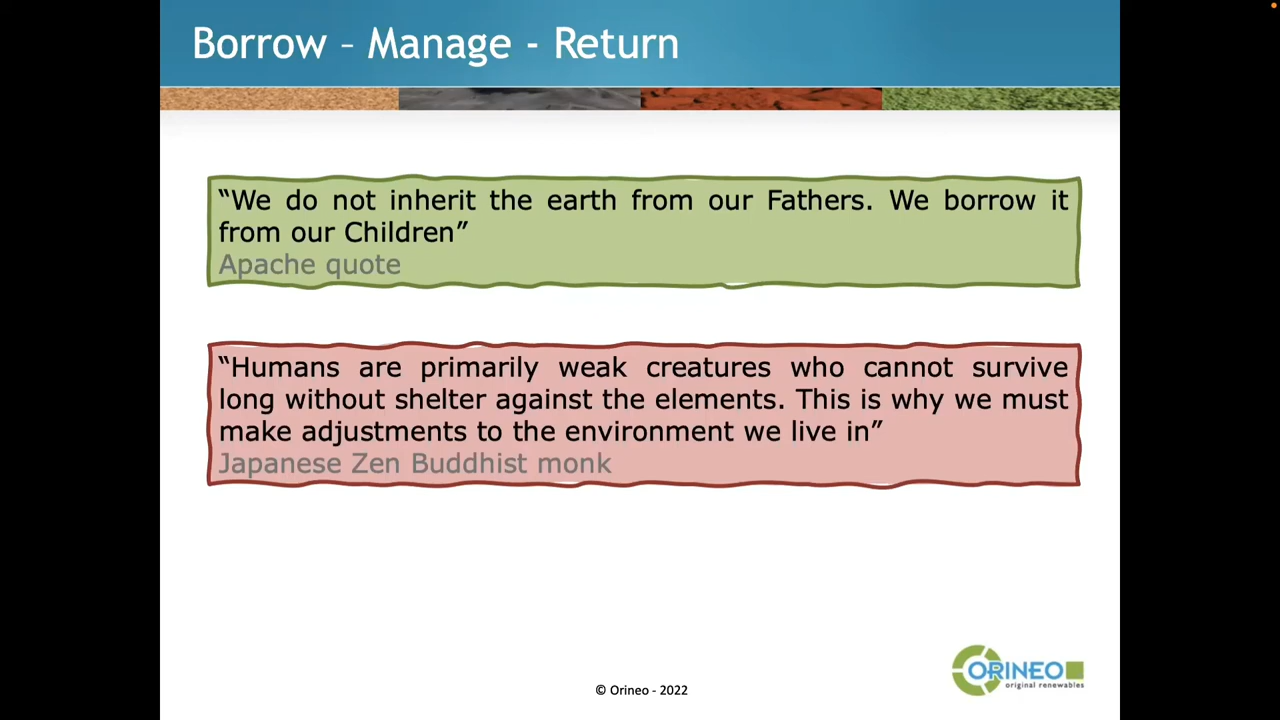 Borrow – Manage - Return
“We do not inherit the earth from our Fathers. We borrow it
from our Children”
Apache quote
“Humans are primarily weak creatures who cannot survive
long without shelter against the elements. This is why we must
make adjustments to the environment we live in”
Japanese Zen Buddhist monk
ORINEO
original renewables
© Orineo - 2022